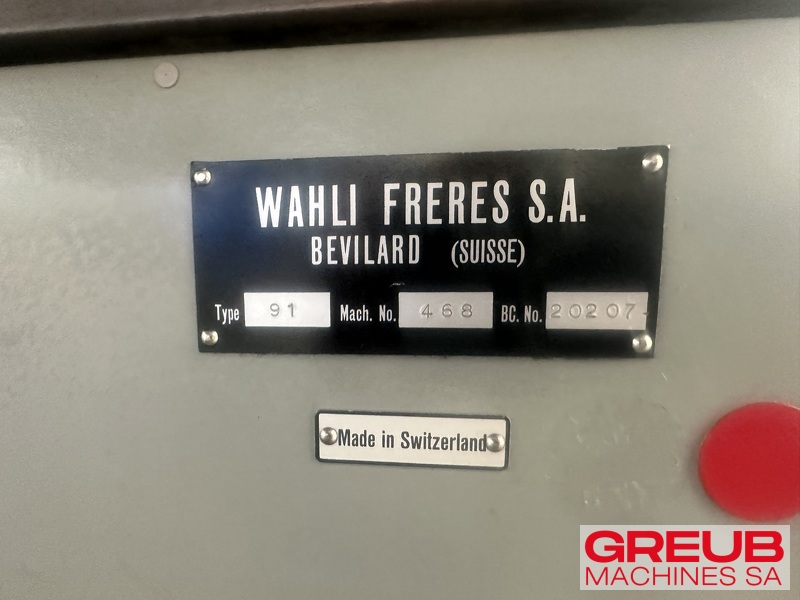 WAHLI FRERES S.A.
BEVILARD (SUISSE)
Type 91 Mach. No. 468 BC. No. 20207
Made in Switzerland
GREUB
MACHINES SA